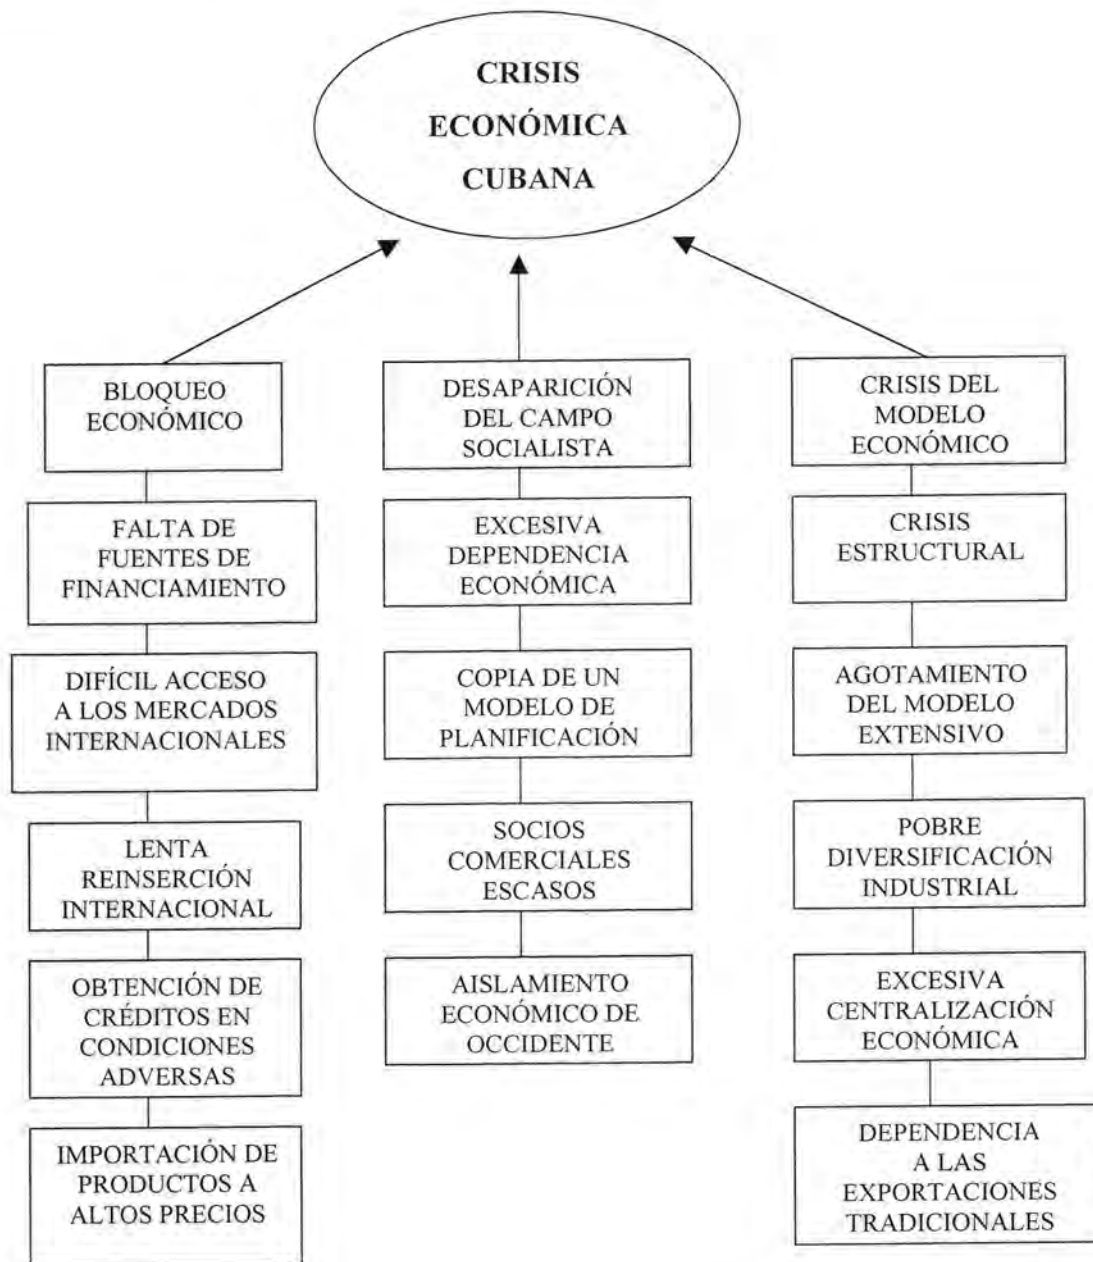 CRISIS
ECONÓMICA
CUBANA
BLOQUEO
ECONÓMICO
FALTA DE
FUENTES DE
FINANCIAMIENTO
DIFÍCIL ACCESO
A LOS MERCADOS
INTERNACIONALES
LENTA
REINSERCIÓN
INTERNACIONAL
OBTENCIÓN DE
CRÉDITOS EN
CONDICIONES
ADVERSAS
IMPORTACIÓN DE
PRODUCTOS A
ALTOS PRECIOS
DESAPARICIÓN
DEL CAMPO
SOCIALISTA
EXCESIVA
DEPENDENCIA
ECONÓMICA
COPIA DE UN
MODELO DE
PLANIFICACIÓN
SOCIOS
COMERCIALES
ESCASOS
AISLAMIENTO
ECONÓMICO DE
OCCIDENTE
CRISIS DEL
MODELO
ECONÓMICO
CRISIS
ESTRUCTURAL
AGOTAMIENTO
DEL MODELO
EXTENSIVO
POBRE
DIVERSIFICACIÓN
INDUSTRIAL
EXCESIVA
CENTRALIZACIÓN
ECONÓMICA
DEPENDENCIA
A LAS
EXPORTACIONES
TRADICIONALES